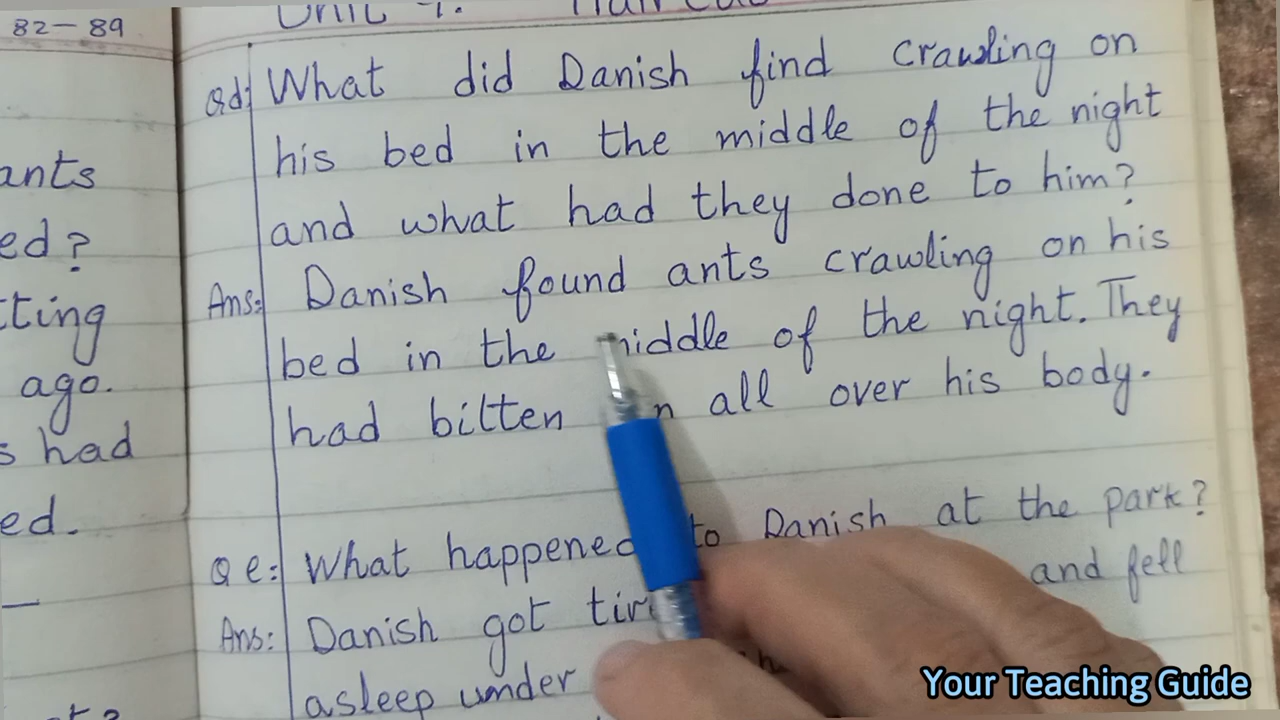 82 - 89
ants
ed?
ting
ago.
s had
ed.
Unit
Qd: What did Danish find crawling on
his bed in the middle of the night
and what had they done to him?
Ans: Danish found ants crawling on his
bed in the middle of the night. They
had bitten all over his body.
Q e: What happened to Danish at the park?
Ans: Danish got and fell
asleep under
Your Teaching Guide